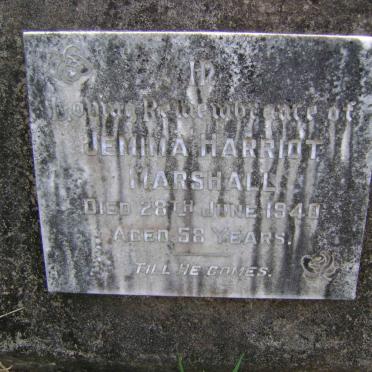 IN
Loving Remembrance of
JEMIMA HARRIOT
MARSHALL
DIED 28TH JUNE 1940
AGED 58 YEARS.
TILL HE COMES.